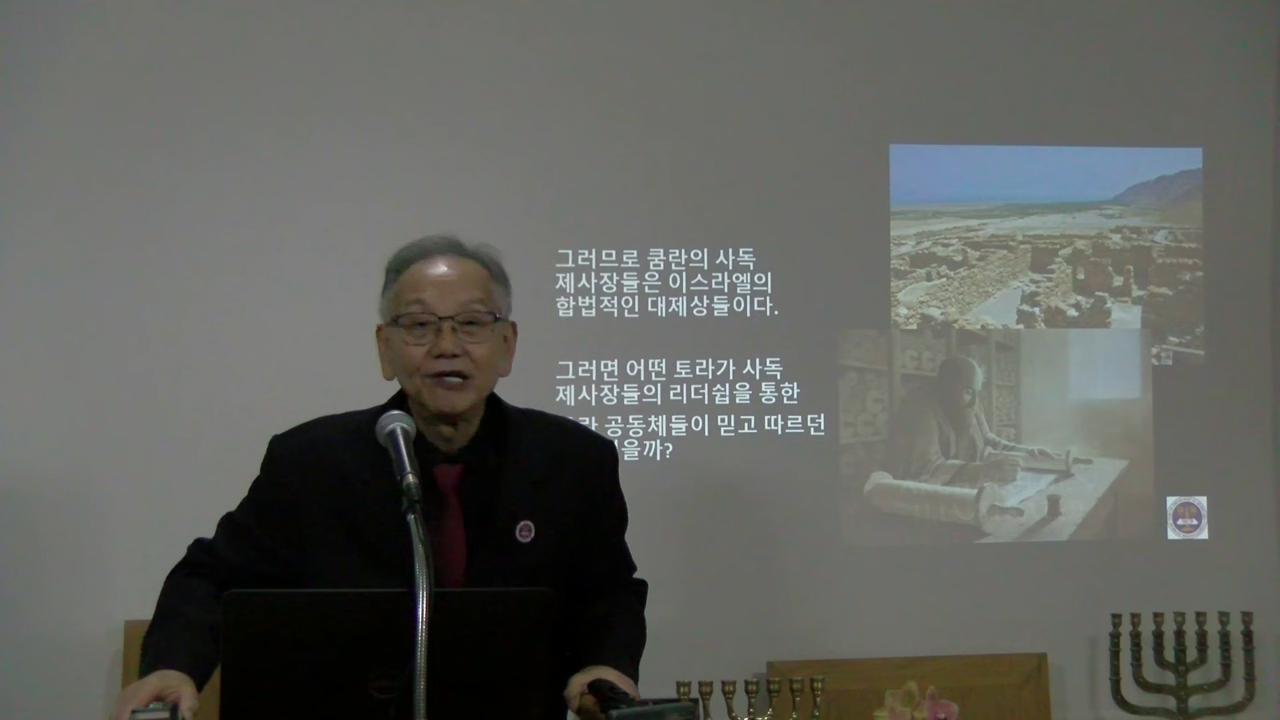 그러므로 쿰란의 사독
제사장들은 이스라엘의
합법적인 대제상들이다.
그러면 어떤 토라가 사독
제사장들의 리더쉽을 통한
공동체들이 믿고 따르던